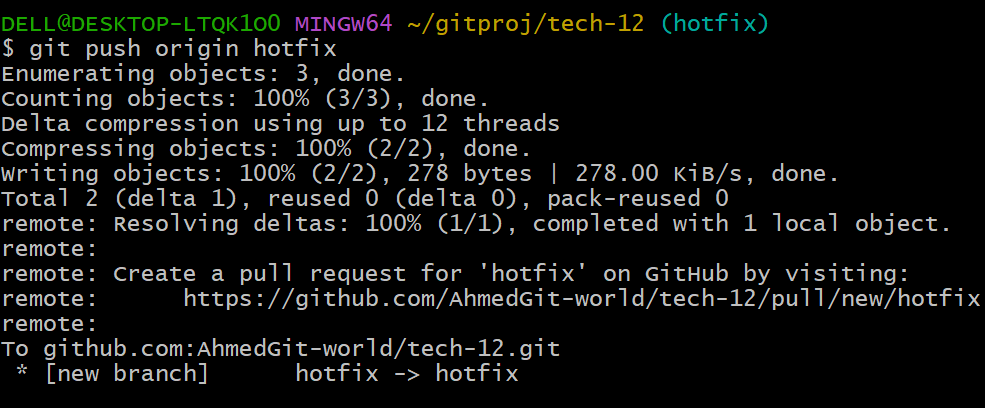 DELL@DESKTOP-LTQK1O0 MINGW64 ~/gitproj/tech-12 (hotfix)
$ git push origin hotfix
Enumerating objects: 3, done.
Counting objects: 100% (3/3), done.
Delta compression using up to 12 threads
Compressing objects: 100% (2/2), done.
Writing objects: 100% (2/2), 278 bytes | 278.00 KiB/s, done.
Total 2 (delta 1), reused 0 (delta 0), pack-reused 0
remote: Resolving deltas: 100% (1/1), completed with 1 local object.
remote:
remote: Create a pull request for 'hotfix' on GitHub by visiting:
remote:      https://github.com/AhmedGit-world/tech-12/pull/new/hotfix
remote:
To github.com:AhmedGit-world/tech-12.git
 * [new branch]      hotfix -> hotfix